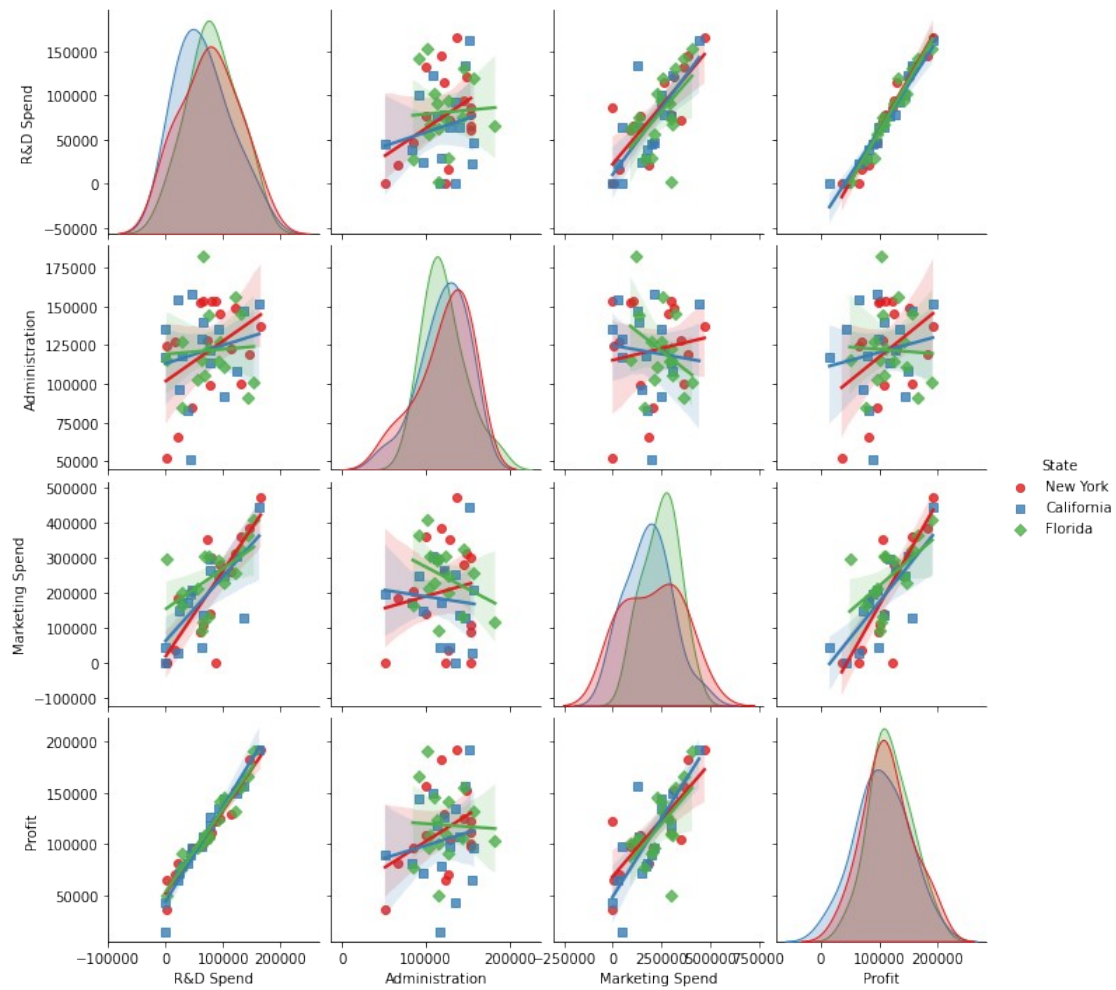 R&D Spend
150000
100000
50000
0
−50000
Administration
175000
150000
125000
100000
75000
50000
State
New York
California
Florida
Marketing Spend
500000
400000
300000
200000
100000
0
−100000
Profit
200000
150000
100000
50000
0
−100000 0 100000 200000
0 100000 200000
−250000 0 250000 500000 750000
0 100000 200000
R&D Spend Administration Marketing Spend Profit